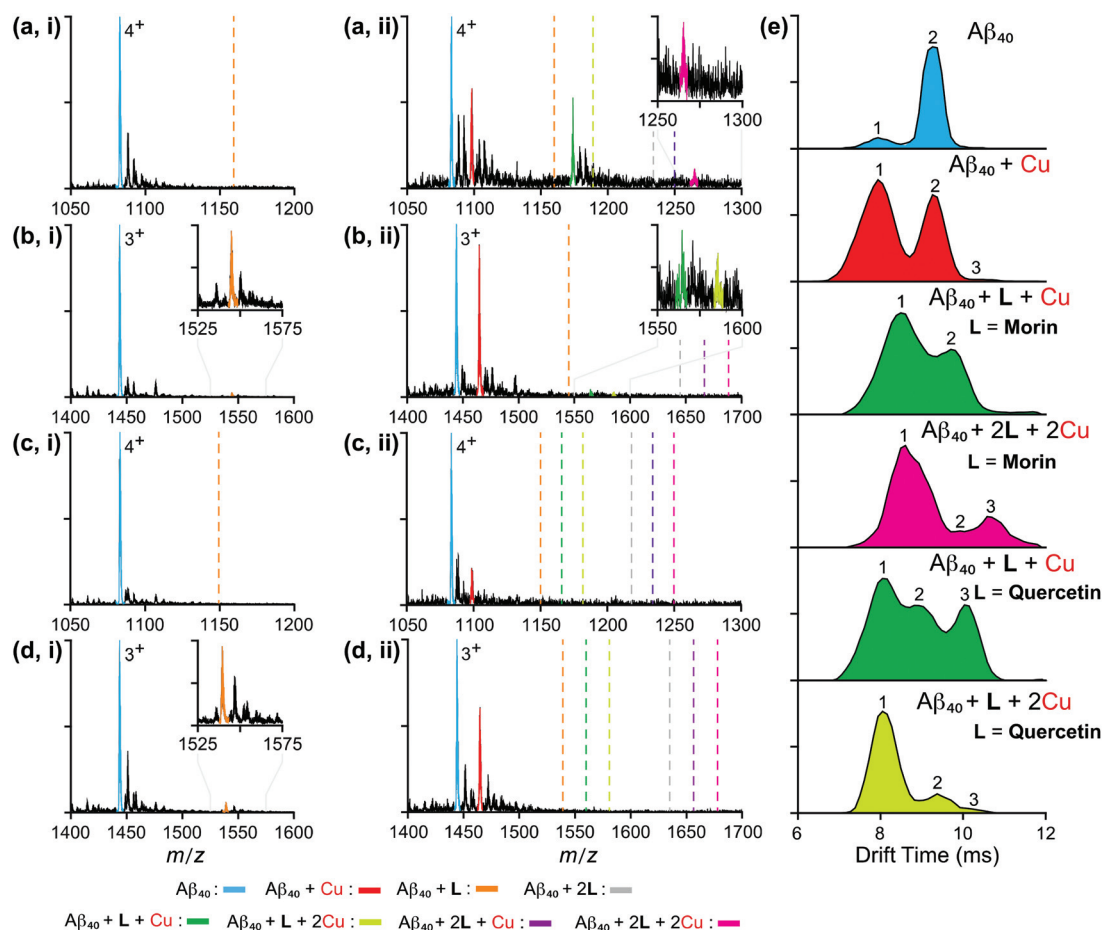 (a, i)
4+
1050 1100 1150 1200
(a, ii)
4+
1250 1300
1050 1100 1150 1200 1250 1300
(b, i)
3+
1525 1575
1400 1450 1500 1550 1600
(b, ii)
3+
1550 1600
1400 1450 1500 1550 1600 1650 1700
(c, i)
4+
1050 1100 1150 1200
(c, ii)
4+
1050 1100 1150 1200 1250 1300
(d, i)
3+
1525 1575
1400 1450 1500 1550 1600
m/z
(d, ii)
3+
1400 1450 1500 1550 1600 1650 1700
m/z
(e)
Aβ40
1 2
Aβ40 + Cu
1 2 3
Aβ40 + L + Cu
L = Morin
1 2
Aβ40 + 2L + 2Cu
L = Morin
1 2 3
Aβ40 + L + Cu
L = Quercetin
1 2 3
Aβ40 + L + 2Cu
L = Quercetin
1 2 3
6 8 10 12
Drift Time (ms)
Aβ40 : Aβ40 + Cu : Aβ40 + L : Aβ40 + 2L :
Aβ40 + L + Cu : Aβ40 + L + 2Cu : Aβ40 + 2L + Cu : Aβ40 + 2L + 2Cu :